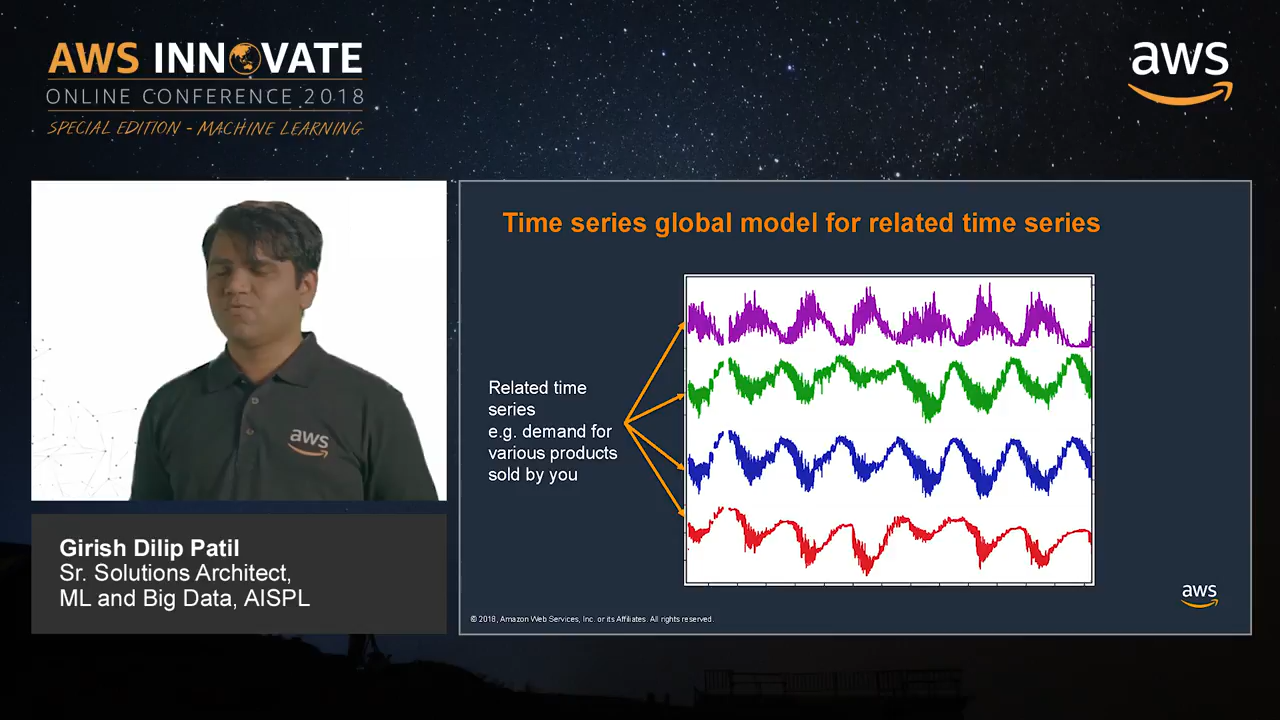 AWS INNOVATE
ONLINE CONFERENCE 2018
SPECIAL EDITION - MACHINE LEARNING
aws
aws
Girish Dilip Patil
Sr. Solutions Architect,
ML and Big Data, AISPL
Time series global model for related time series
Related time
series
e.g. demand for
various products
sold by you
aws
© 2018, Amazon Web Services, Inc. or its Affiliates. All rights reserved.